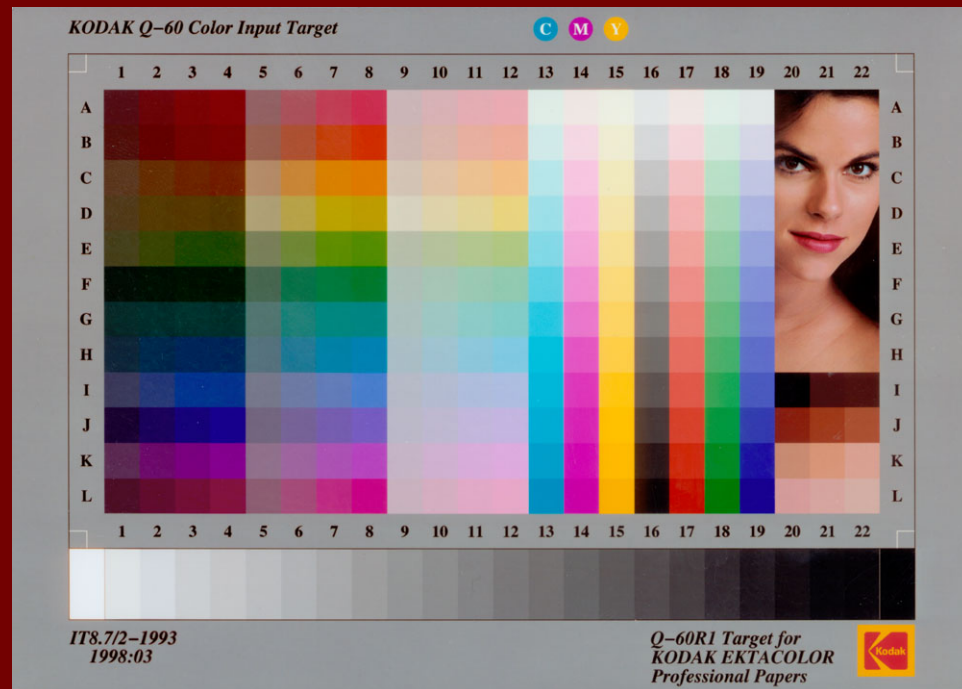 KODAK Q–60 Color Input Target
C M Y
1 2 3 4 5 6 7 8 9 10 11 12 13 14 15 16 17 18 19 20 21 22
A A
B B
C C
D D
E E
F F
G G
H H
I I
J J
K K
L L
1 2 3 4 5 6 7 8 9 10 11 12 13 14 15 16 17 18 19 20 21 22
IT8.7/2–1993
1998:03
Q–60R1 Target for
KODAK EKTACOLOR
Professional Papers
Kodak